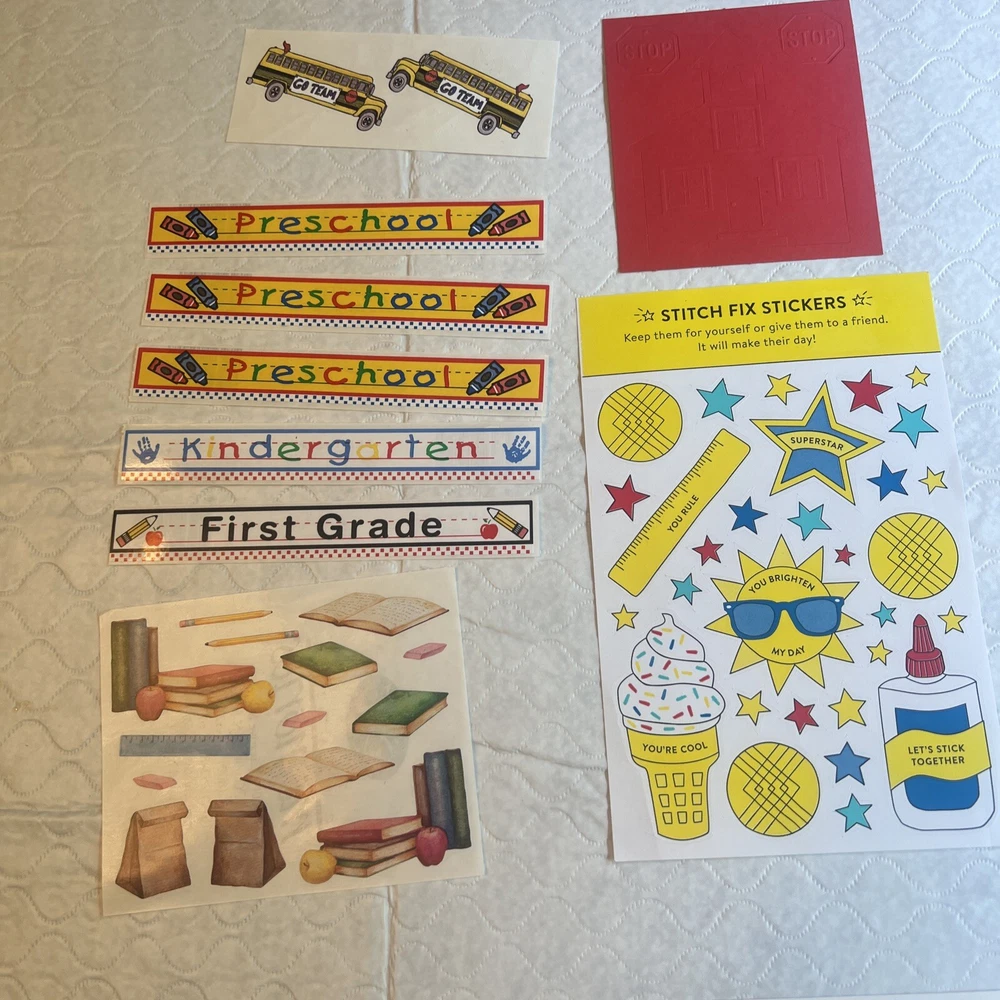 GO TEAM
GO TEAM
STOP
STOP
Preschool
Preschool
Preschool
Kindergarten
First Grade
STITCH FIX STICKERS
Keep them for yourself or give them to a friend.
It will make their day!
SUPERSTAR
YOU RULE
YOU BRIGHTEN
MY DAY
YOU'RE COOL
LET'S STICK
TOGETHER